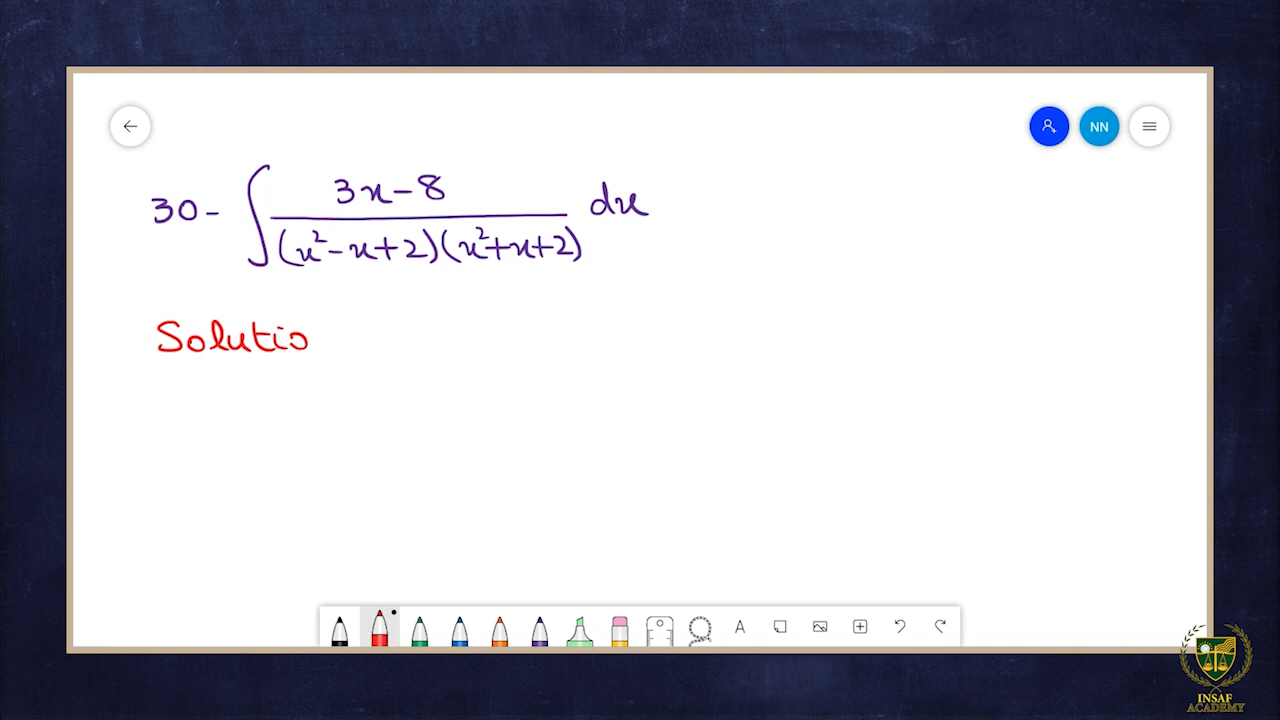 NN
30- ∫ 3x-8 / (x²-x+2)(x²+x+2) dx
Solutio
A
INSAF
ACADEMY